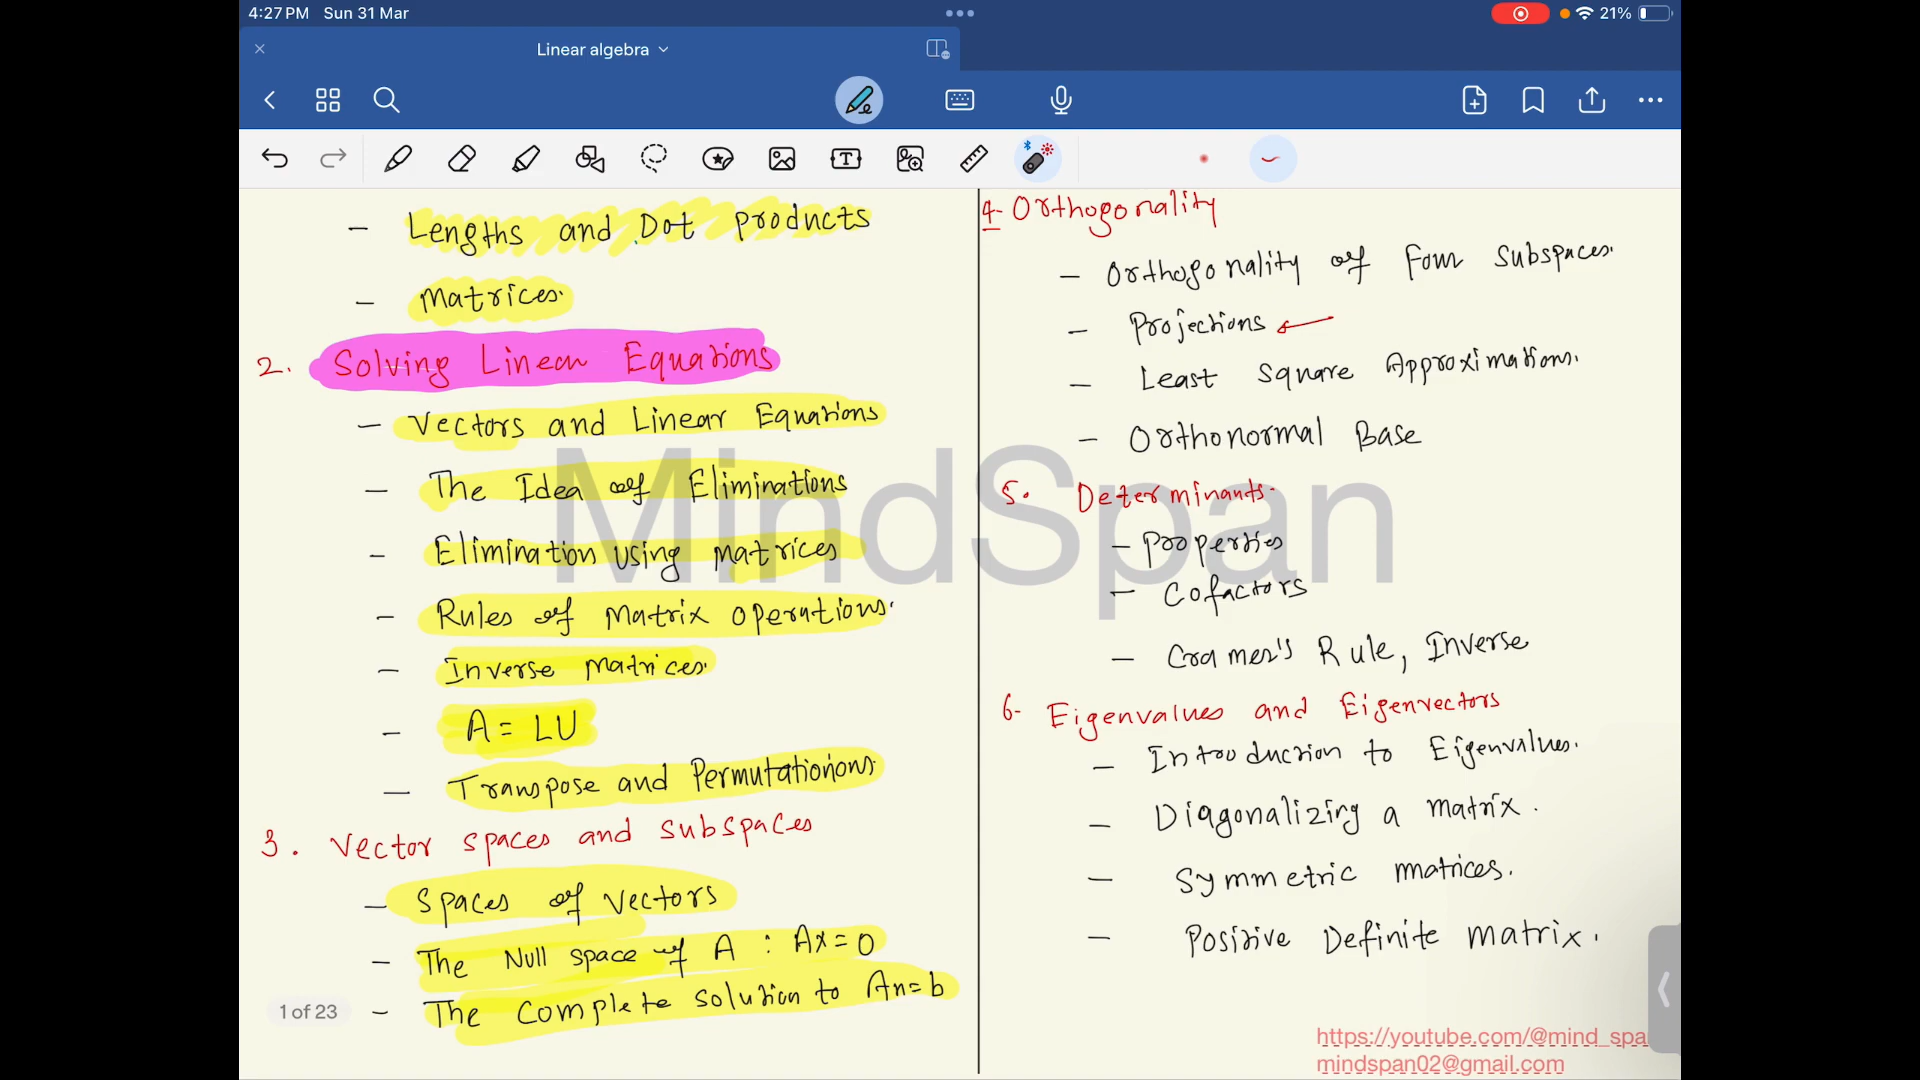 4:27 PM Sun 31 Mar
21%
Linear algebra
- Lengths and Dot products
- Matrices.
2. Solving Linear Equations
- Vectors and Linear Equations
- The Idea of Eliminations
- Elimination using matrices
- Rules of Matrix operations.
- Inverse Matrices.
- A = LU
- Transpose and Permutationions.
3. Vector spaces and subspaces
- Spaces of vectors
- The Null space of A : Ax = 0
- The Complete solution to An = b
1 of 23
4- Orthogonality
- Orthogonality of Four Subspaces.
- Projections
- Least Square Approximations.
- Orthonormal Base
5. Determinants.
- Properties
- Cofactors
- Cramer's Rule, Inverse
6- Eigenvalues and Eigenvectors
- Introduction to Eigenvalues.
- Diagonalizing a matrix.
- Symmetric matrices.
- Positive Definite Matrix.
MindSpan
https://youtube.com/@mind_spa
mindspan02@gmail.com